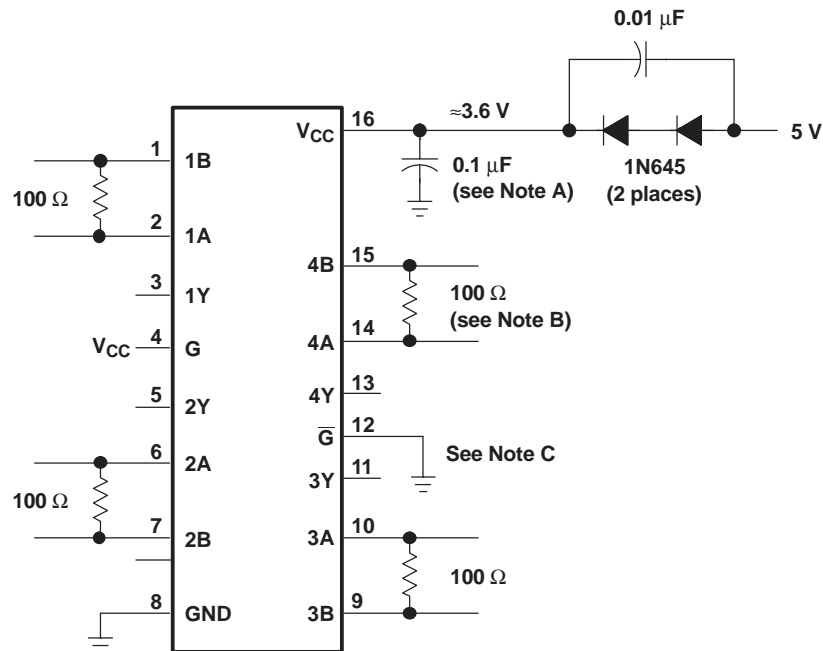 0.01 µF
16
≈3.6 V
VCC
5 V
1
1B
0.1 µF
(see Note A)
1N645
(2 places)
100 Ω
2
1A
15
4B
3
1Y
100 Ω
(see Note B)
14
4A
VCC
4
G
13
4Y
5
2Y
12
G
See Note C
6
2A
11
3Y
100 Ω
7
2B
10
3A
100 Ω
8
GND
9
3B